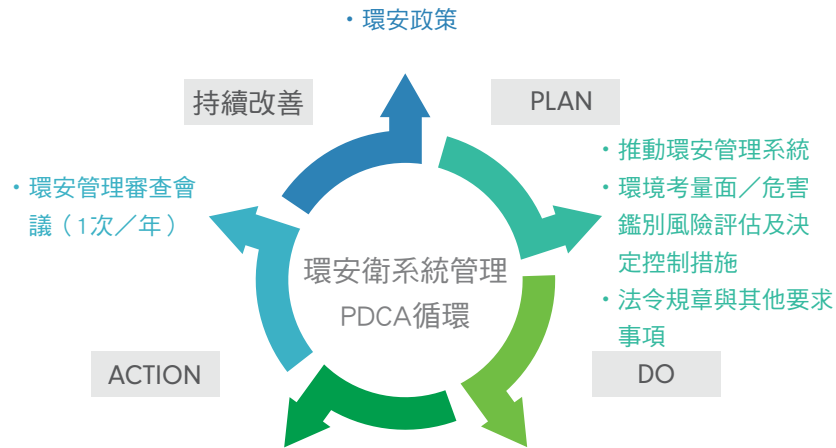 ・環安政策
持續改善
PLAN
・推動環安管理系統
・環境考量面／危害
鑑別風險評估及決
定控制措施
・法令規章與其他要求
事項
・環安管理審查會
議（1次／年）
環安衛系統管理
PDCA循環
ACTION
DO